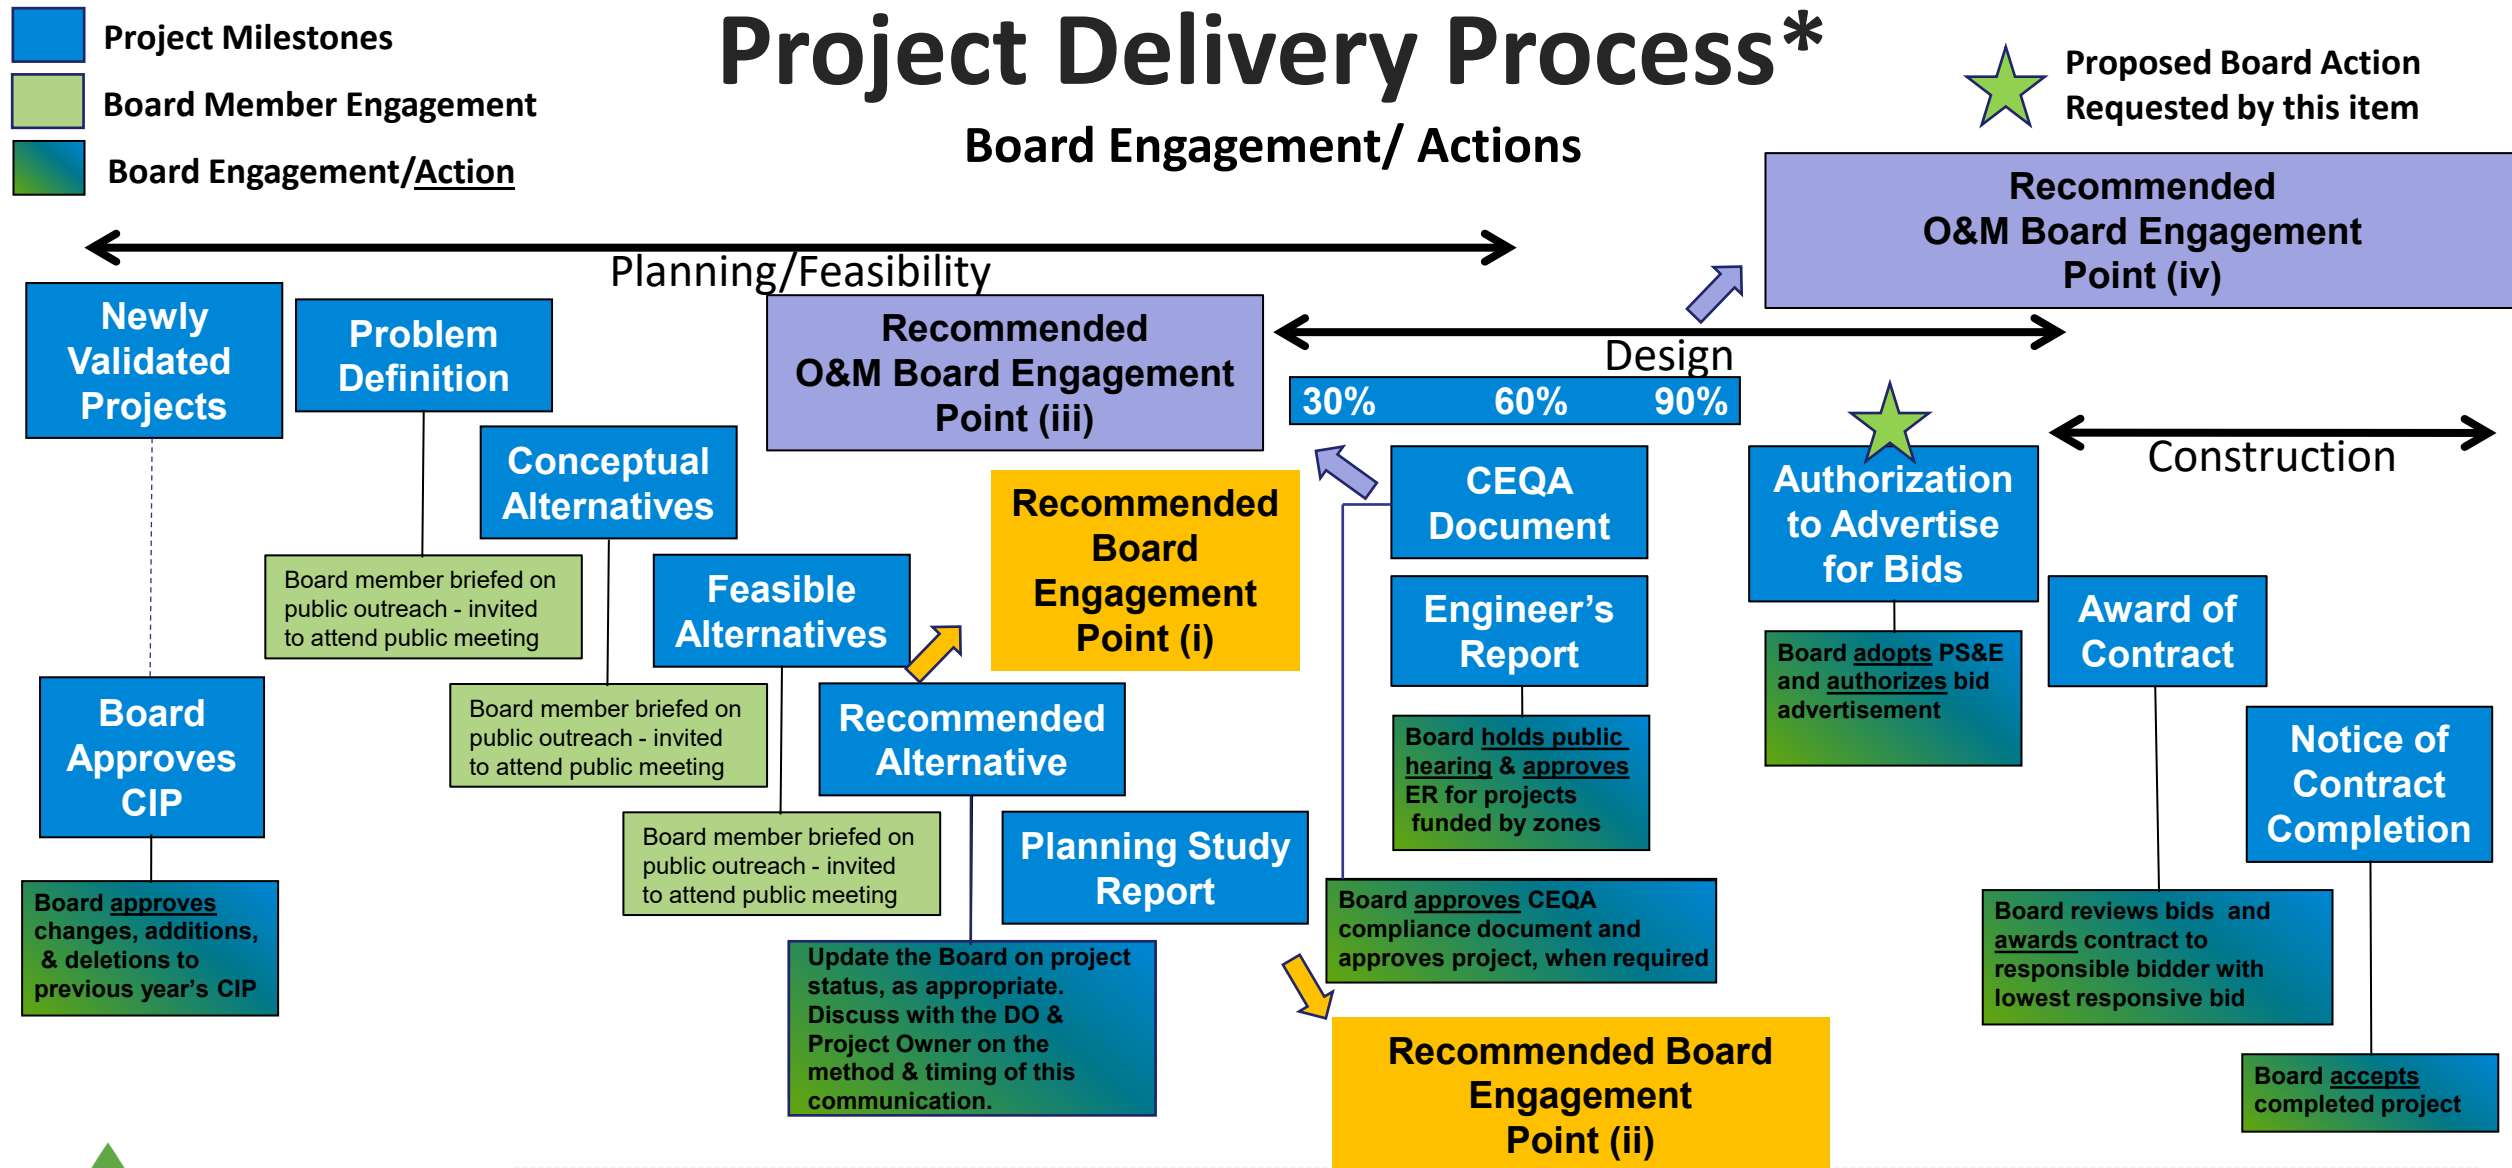 Project Milestones
Board Member Engagement
Board Engagement/Action
Project Delivery Process*
Board Engagement/ Actions
Proposed Board Action
Requested by this item
Recommended
O&M Board Engagement
Point (iv)
Planning/Feasibility
Newly
Validated
Projects
Problem
Definition
Recommended
O&M Board Engagement
Point (iii)
Design
30% 60% 90%
Construction
Conceptual
Alternatives
Recommended
Board
Engagement
Point (i)
CEQA
Document
Authorization
to Advertise
for Bids
Board member briefed on
public outreach - invited
to attend public meeting
Feasible
Alternatives
Engineer's
Report
Award of
Contract
Board adopts PS&E
and authorizes bid
advertisement
Board
Approves
CIP
Board member briefed on
public outreach - invited
to attend public meeting
Recommended
Alternative
Board holds public
hearing & approves
ER for projects
funded by zones
Notice of
Contract
Completion
Board member briefed on
public outreach - invited
to attend public meeting
Planning Study
Report
Board approves
changes, additions,
& deletions to
previous year's CIP
Board approves CEQA
compliance document and
approves project, when required
Board reviews bids and
awards contract to
responsible bidder with
lowest responsive bid
Update the Board on project
status, as appropriate.
Discuss with the DO &
Project Owner on the
method & timing of this
communication.
Recommended Board
Engagement
Point (ii)
Board accepts
completed project